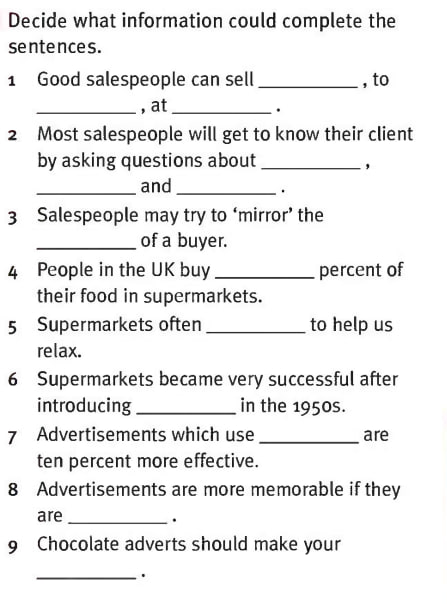 Decide what information could complete the
sentences.
1 Good salespeople can sell __________ , to
__________ , at __________ .
2 Most salespeople will get to know their client
by asking questions about __________ ,
__________ and __________ .
3 Salespeople may try to ‘mirror’ the
__________ of a buyer.
4 People in the UK buy __________ percent of
their food in supermarkets.
5 Supermarkets often __________ to help us
relax.
6 Supermarkets became very successful after
introducing __________ in the 1950s.
7 Advertisements which use __________ are
ten percent more effective.
8 Advertisements are more memorable if they
are __________ .
9 Chocolate adverts should make your
__________ .